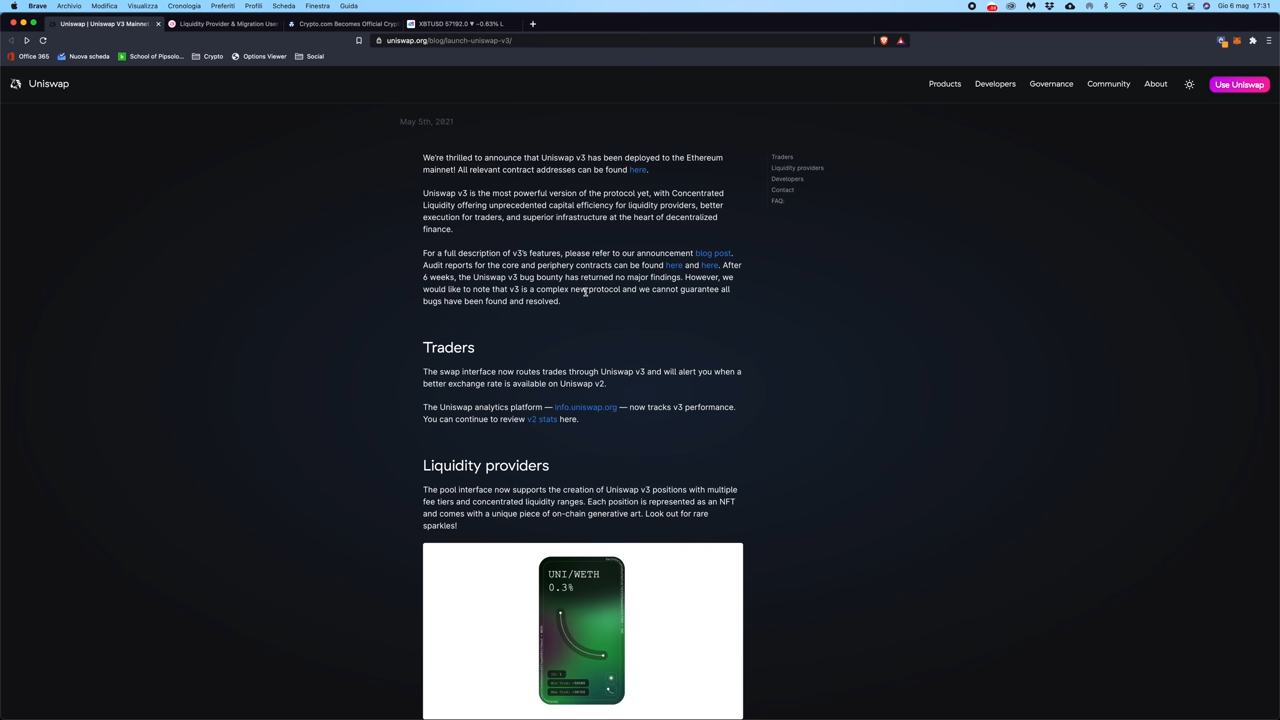 Brave Archivio Modifica Visualizza Cronologia Preferiti Profili Scheda Finestra Guida
Gio 6 mag 17:31
Uniswap | Uniswap V3 Mainnet
Liquidity Provider & Migration User
Crypto.com Becomes Official Cryp
XBTUSD 57192.0 ▼ −0.63% L
uniswap.org/blog/launch-uniswap-v3/
Office 365 Nuova scheda School of Pipsolo... Crypto Options Viewer Social
Uniswap
Products Developers Governance Community About Use Uniswap
May 5th, 2021
We're thrilled to announce that Uniswap v3 has been deployed to the Ethereum
mainnet! All relevant contract addresses can be found here.
Uniswap v3 is the most powerful version of the protocol yet, with Concentrated
Liquidity offering unprecedented capital efficiency for liquidity providers, better
execution for traders, and superior infrastructure at the heart of decentralized
finance.
For a full description of v3's features, please refer to our announcement blog post.
Audit reports for the core and periphery contracts can be found here and here. After
6 weeks, the Uniswap v3 bug bounty has returned no major findings. However, we
would like to note that v3 is a complex new protocol and we cannot guarantee all
bugs have been found and resolved.
Traders
Liquidity providers
Developers
Contact
FAQ:
Traders
The swap interface now routes trades through Uniswap v3 and will alert you when a
better exchange rate is available on Uniswap v2.
The Uniswap analytics platform — info.uniswap.org — now tracks v3 performance.
You can continue to review v2 stats here.
Liquidity providers
The pool interface now supports the creation of Uniswap v3 positions with multiple
fee tiers and concentrated liquidity ranges. Each position is represented as an NFT
and comes with a unique piece of on-chain generative art. Look out for rare
sparkles!
UNI/WETH
0.3%